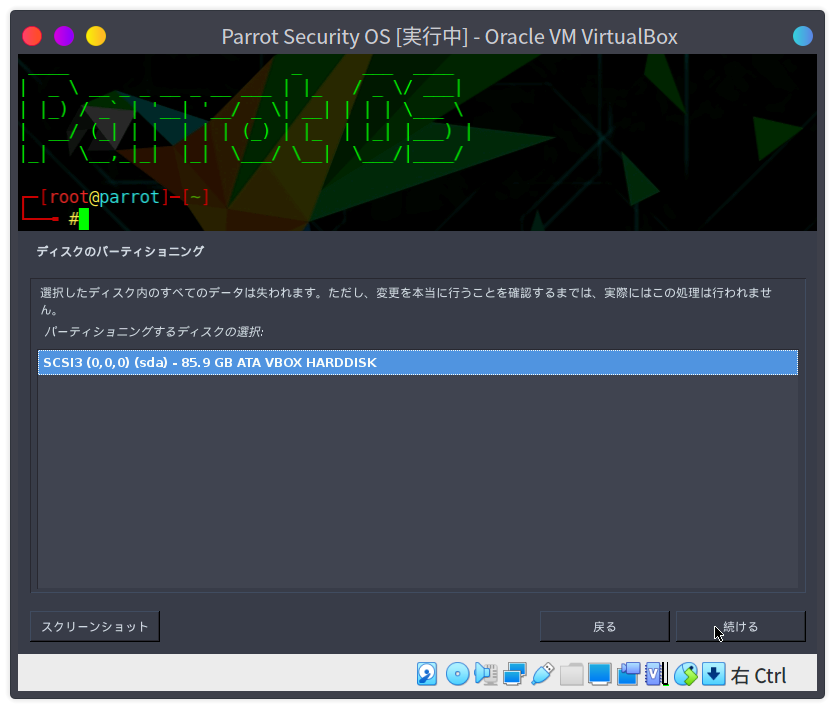 Parrot Security OS [実行中] - Oracle VM VirtualBox
Parrot OS
[root@parrot]─[~]
#
ディスクのパーティショニング
選択したディスク内のすべてのデータは失われます。ただし、変更を本当に行うことを確認するまでは、実際にはこの処理は行われませ
ん。
パーティショニングするディスクの選択:
SCSI3 (0,0,0) (sda) - 85.9 GB ATA VBOX HARDDISK
スクリーンショット
戻る
続ける
右 Ctrl